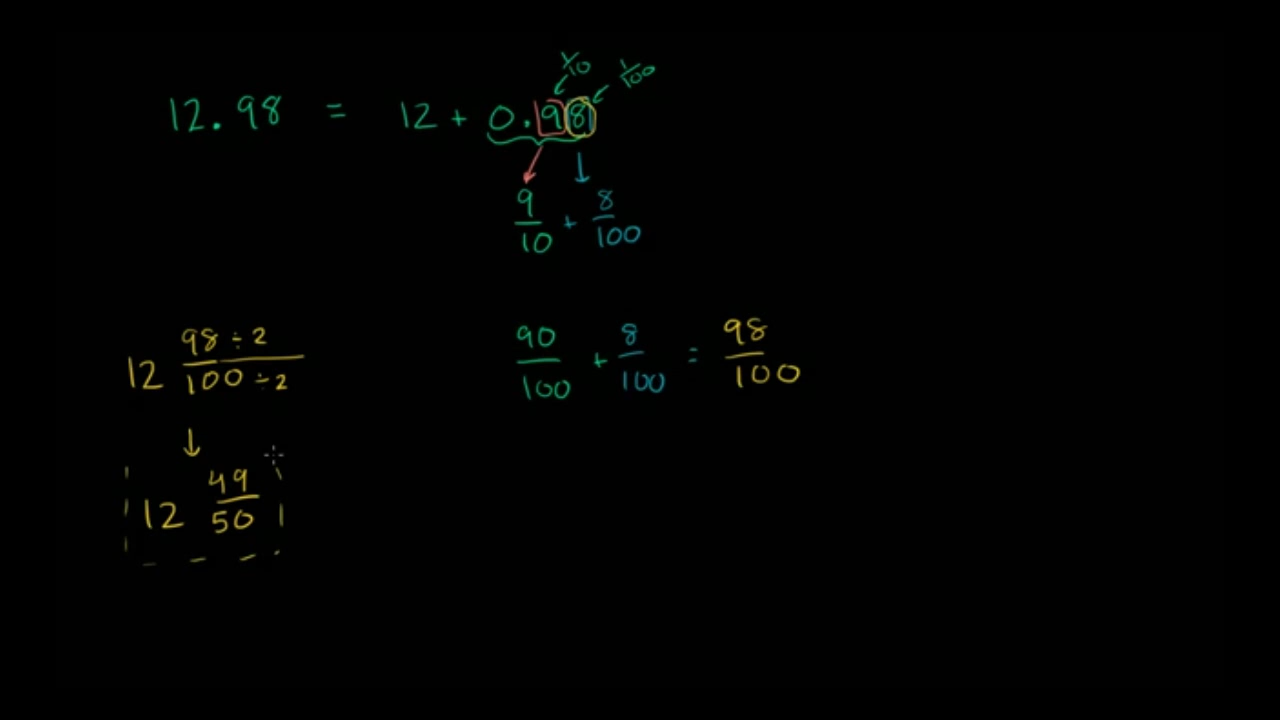 1/10 1/100
12.98 = 12 + 0.98
9/10 + 8/100
12 98 ÷ 2 / 100 ÷ 2
90/100 + 8/100 = 98/100
↓
12 49/50